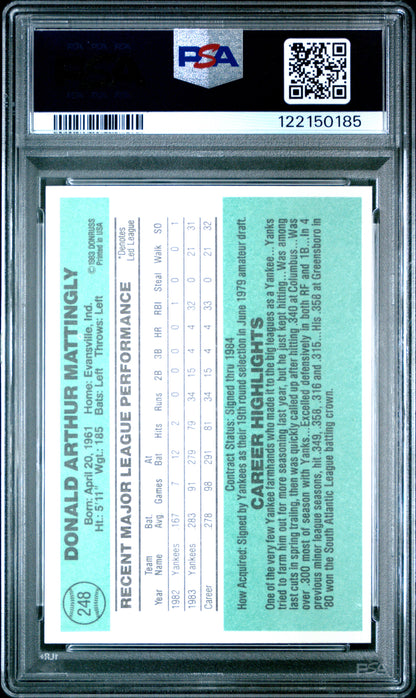 PSA
122150185
248
DONALD ARTHUR MATTINGLY
© 1983 DONRUSS
Printed in USA
Born: April 20, 1961 Home: Evansville, Ind.
Ht.: 5'11" Wgt.: 185 Bats: Left Throws: Left
RECENT MAJOR LEAGUE PERFORMANCE
*Denotes
Led League
Team Bat. At
Year Name Avg Games Bat Hits Runs 2B 3B HR RBI Steal Walk SO
1982 Yankees .167 7 12 2 0 0 0 0 1 0 0 1
1983 Yankees .283 91 279 79 34 15 4 4 32 0 21 31
Career .278 98 291 81 34 15 4 4 33 0 21 32
Contract Status: Signed thru 1984
How Acquired: Signed by Yankees as their 19th round selection in June 1979 amateur draft.
CAREER HIGHLIGHTS
One of the very few Yankee farmhands who made it to the big leagues as a Yankee...Yanks
tried to farm him out for more seasoning last year, but he just kept hitting...Was among
last cuts in spring trailing, then was quickly called up after hitting .340 at Columbus...Was
over .300 most of season with Yanks...Excelled defensively in both RF and 1B...In 4
previous minor league seasons, hit .349, .358, .316 and .315...His .358 at Greensboro in
'80 won the South Atlantic League batting crown.